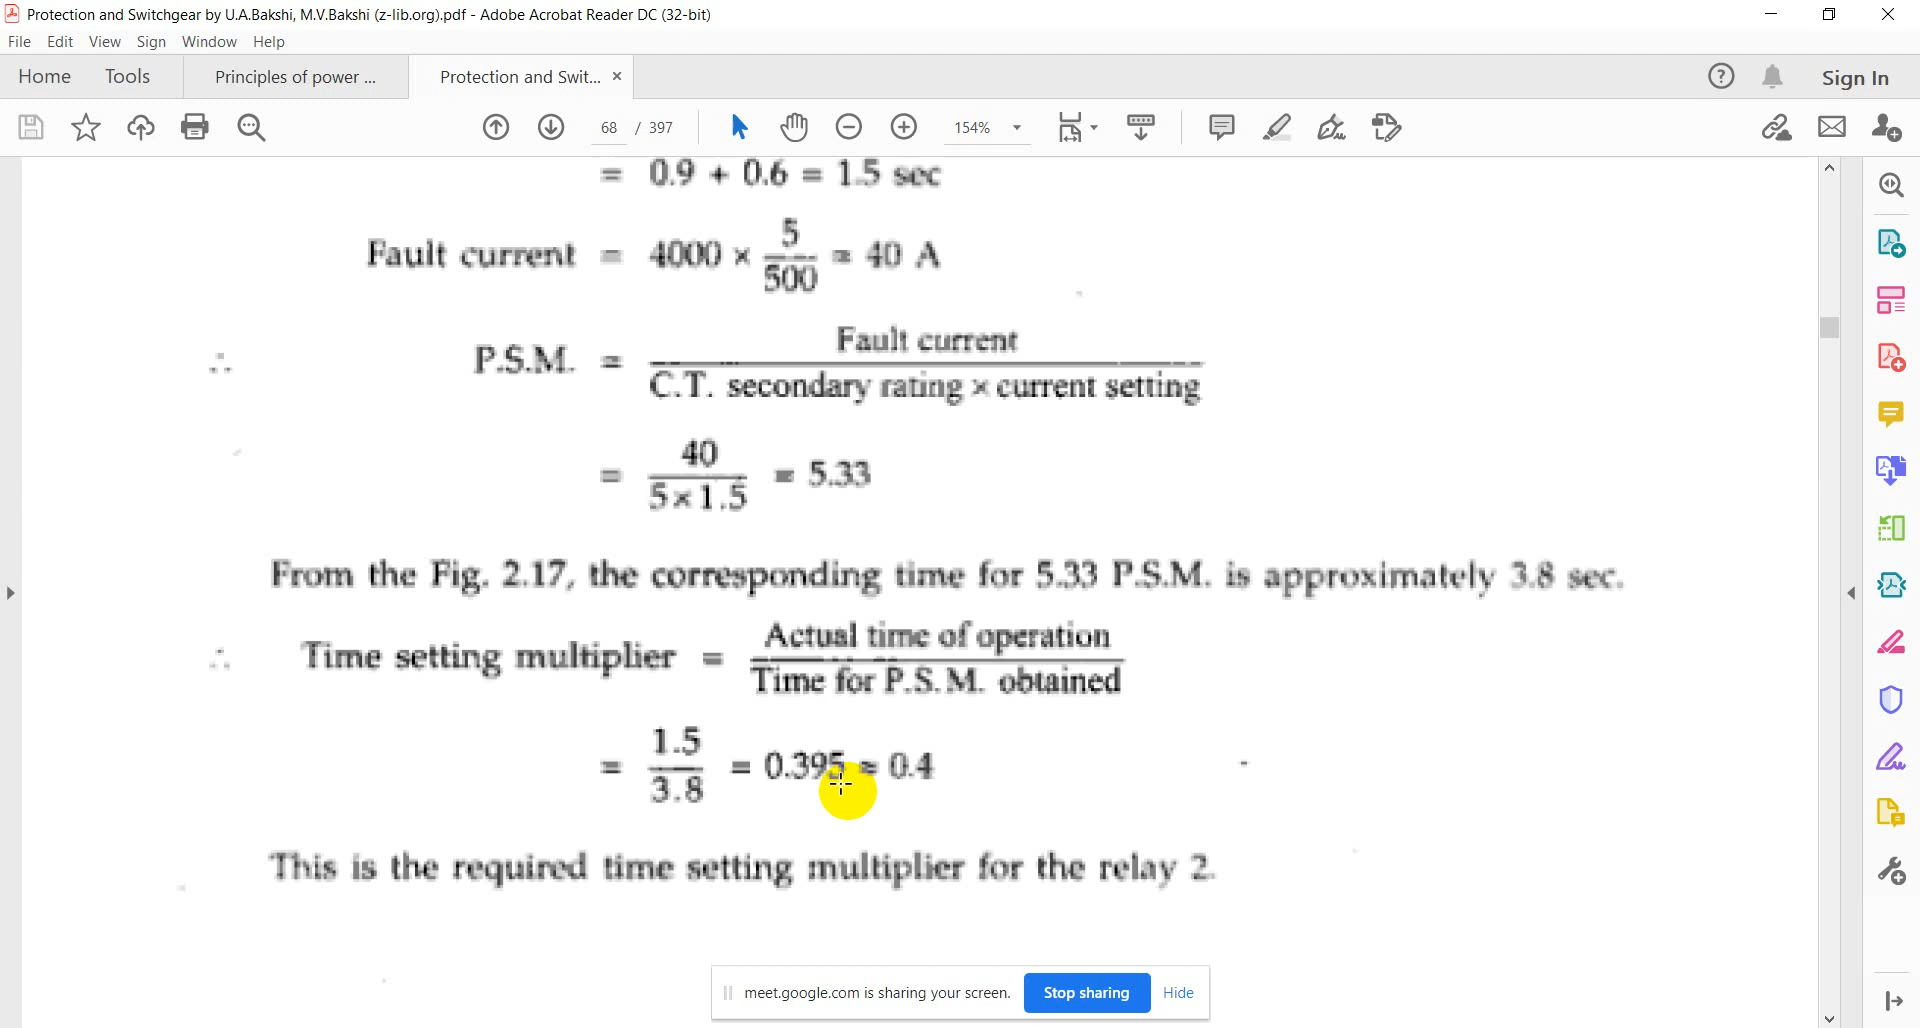 Protection and Switchgear by U.A.Bakshi, M.V.Bakshi (z-lib.org).pdf - Adobe Acrobat Reader DC (32-bit)
File Edit View Sign Window Help
Home Tools Principles of power ... Protection and Swit... × Sign In
68 / 397 154%
= 0.9 + 0.6 = 1.5 sec
Fault current = 4000 × 5/500 = 40 A
∴ P.S.M. = Fault current / C.T. secondary rating × current setting
= 40 / 5 × 1.5 = 5.33
From the Fig. 2.17, the corresponding time for 5.33 P.S.M. is approximately 3.8 sec.
∴ Time setting multiplier = Actual time of operation / Time for P.S.M. obtained
= 1.5 / 3.8 = 0.395 ≈ 0.4
This is the required time setting multiplier for the relay 2.
meet.google.com is sharing your screen. Stop sharing Hide